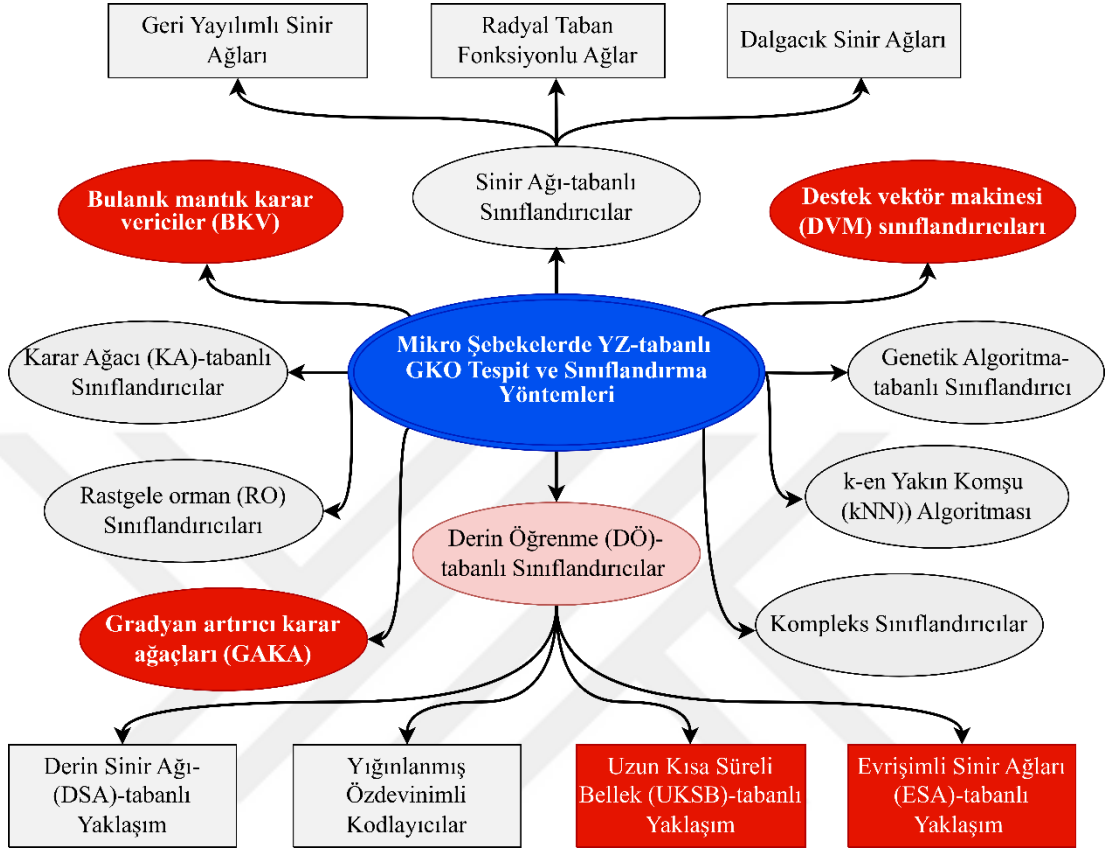 Geri Yayılımlı Sinir
Ağları
Radyal Taban
Fonksiyonlu Ağlar
Dalgacık Sinir Ağları
Sinir Ağı-tabanlı
Sınıflandırıcılar
Bulanık mantık karar
vericiler (BKV)
Destek vektör makinesi
(DVM) sınıflandırıcıları
Mikro Şebekelerde YZ-tabanlı
GKO Tespit ve Sınıflandırma
Yöntemleri
Karar Ağacı (KA)-tabanlı
Sınıflandırıcılar
Genetik Algoritma-
tabanlı Sınıflandırıcı
Rastgele orman (RO)
Sınıflandırıcıları
k-en Yakın Komşu
(kNN)) Algoritması
Derin Öğrenme (DÖ)-
tabanlı Sınıflandırıcılar
Gradyan artırıcı karar
ağaçları (GAKA)
Kompleks Sınıflandırıcılar
Derin Sinir Ağı-
(DSA)-tabanlı
Yaklaşım
Yığınlanmış
Özdevinimli
Kodlayıcılar
Uzun Kısa Süreli
Bellek (UKSB)-tabanlı
Yaklaşım
Evrişimli Sinir Ağları
(ESA)-tabanlı
Yaklaşım